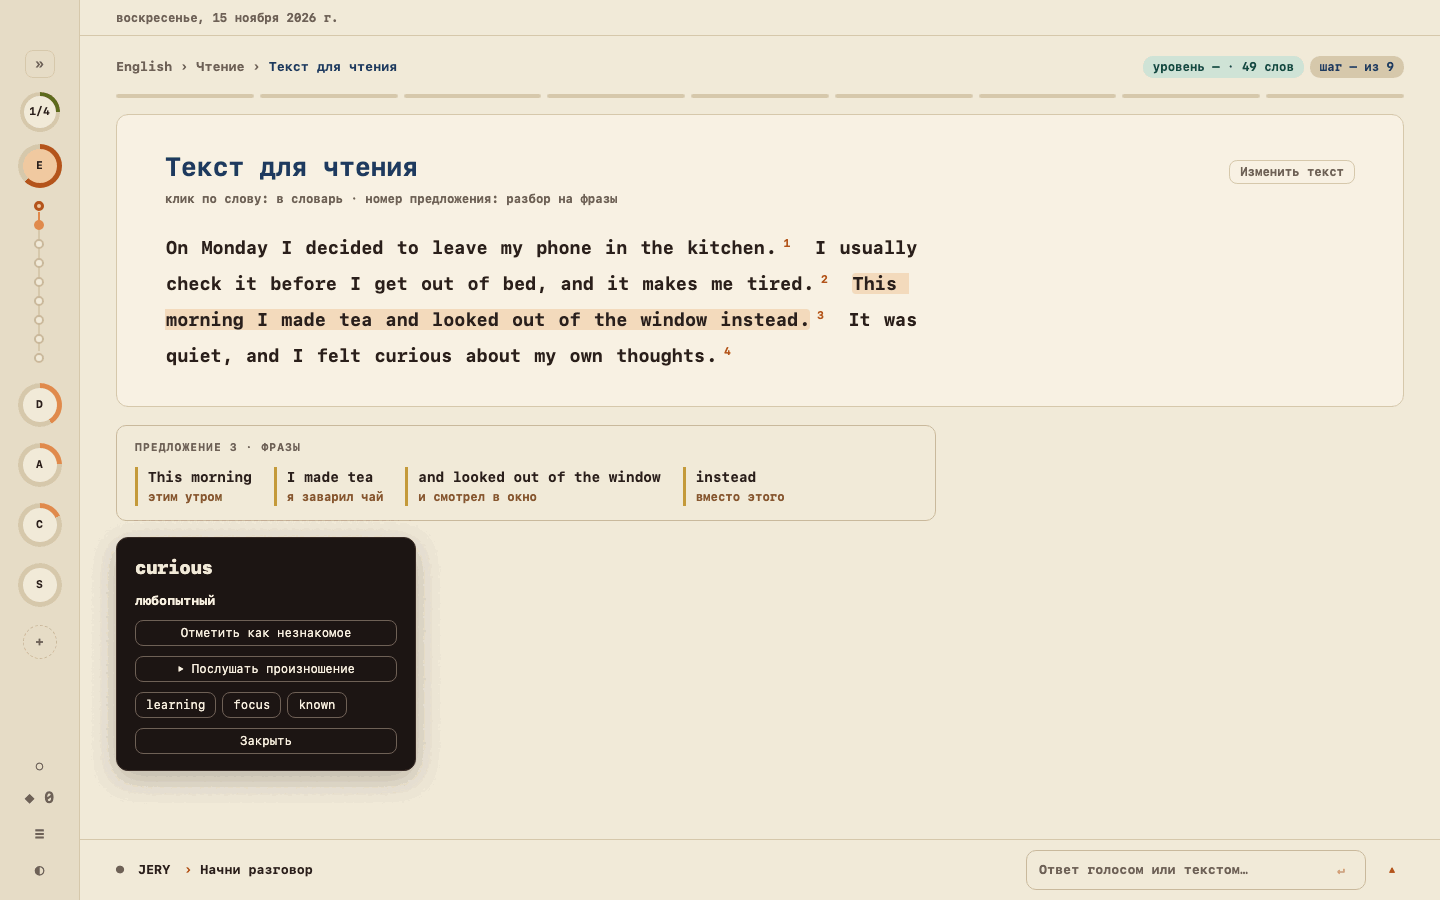 воскресенье, 15 ноября 2026 г.
»
1/4
E
D
A
C
S
+
◆ 0
English › Чтение › Текст для чтения
уровень — · 49 слов
шаг — из 9
Текст для чтения
Изменить текст
клик по слову: в словарь · номер предложения: разбор на фразы
On Monday I decided to leave my phone in the kitchen. 1 I usually
check it before I get out of bed, and it makes me tired. 2 This
morning I made tea and looked out of the window instead. 3 It was
quiet, and I felt curious about my own thoughts. 4
ПРЕДЛОЖЕНИЕ 3 · ФРАЗЫ
This morning
этим утром
I made tea
я заварил чай
and looked out of the window
и смотрел в окно
instead
вместо этого
curious
любопытный
Отметить как незнакомое
▸ Послушать произношение
learning
focus
known
Закрыть
JERY › Начни разговор
Ответ голосом или текстом… ↵
▲